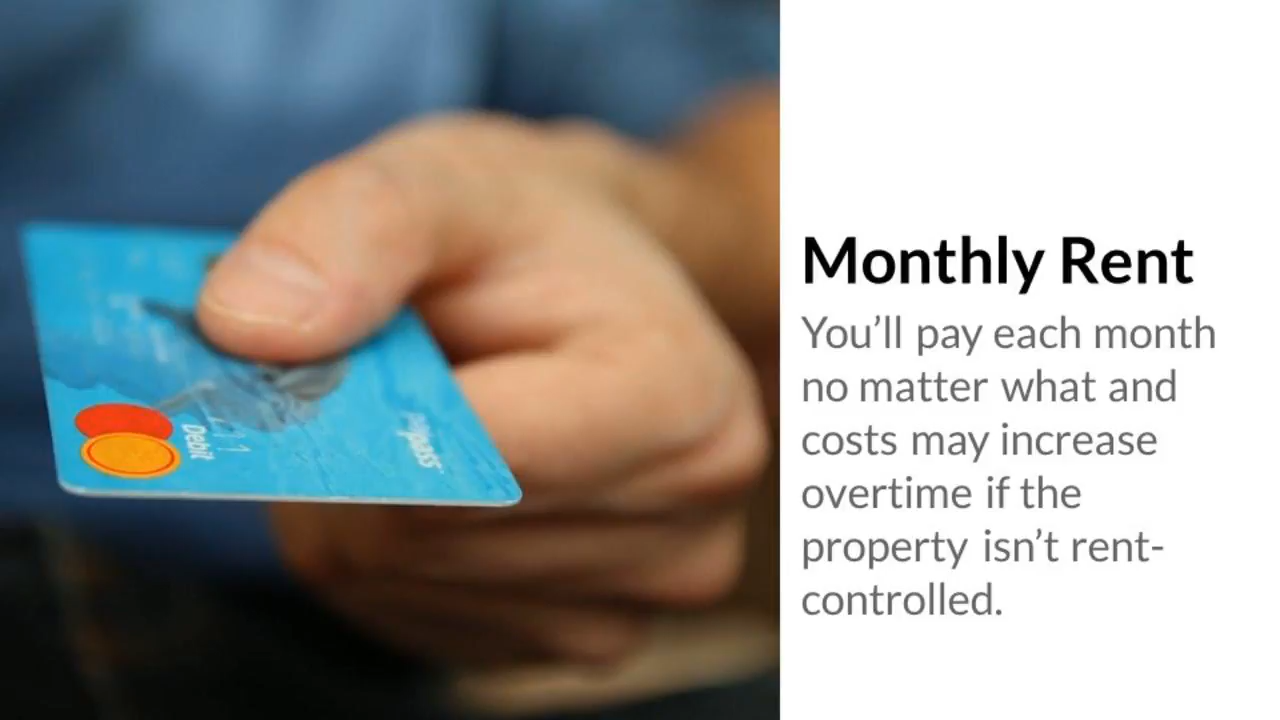 Monthly Rent
You’ll pay each month
no matter what and
costs may increase
overtime if the
property isn’t rent-
controlled.
Debit